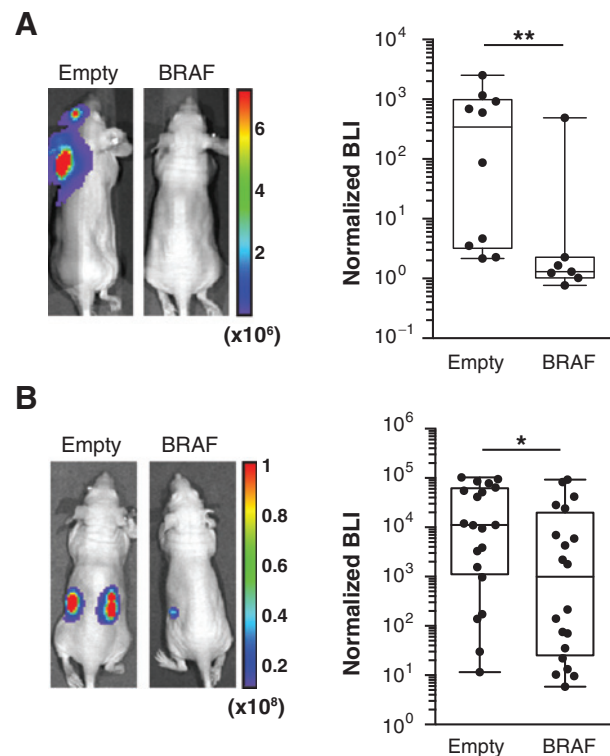 A
Empty BRAF
6
4
2
(x10⁶)
Normalized BLI
10⁴
10³
10²
10¹
10⁰
10⁻¹
**
Empty BRAF
B
Empty BRAF
1
0.8
0.6
0.4
0.2
(x10⁸)
Normalized BLI
10⁶
10⁵
10⁴
10³
10²
10¹
10⁰
*
Empty BRAF